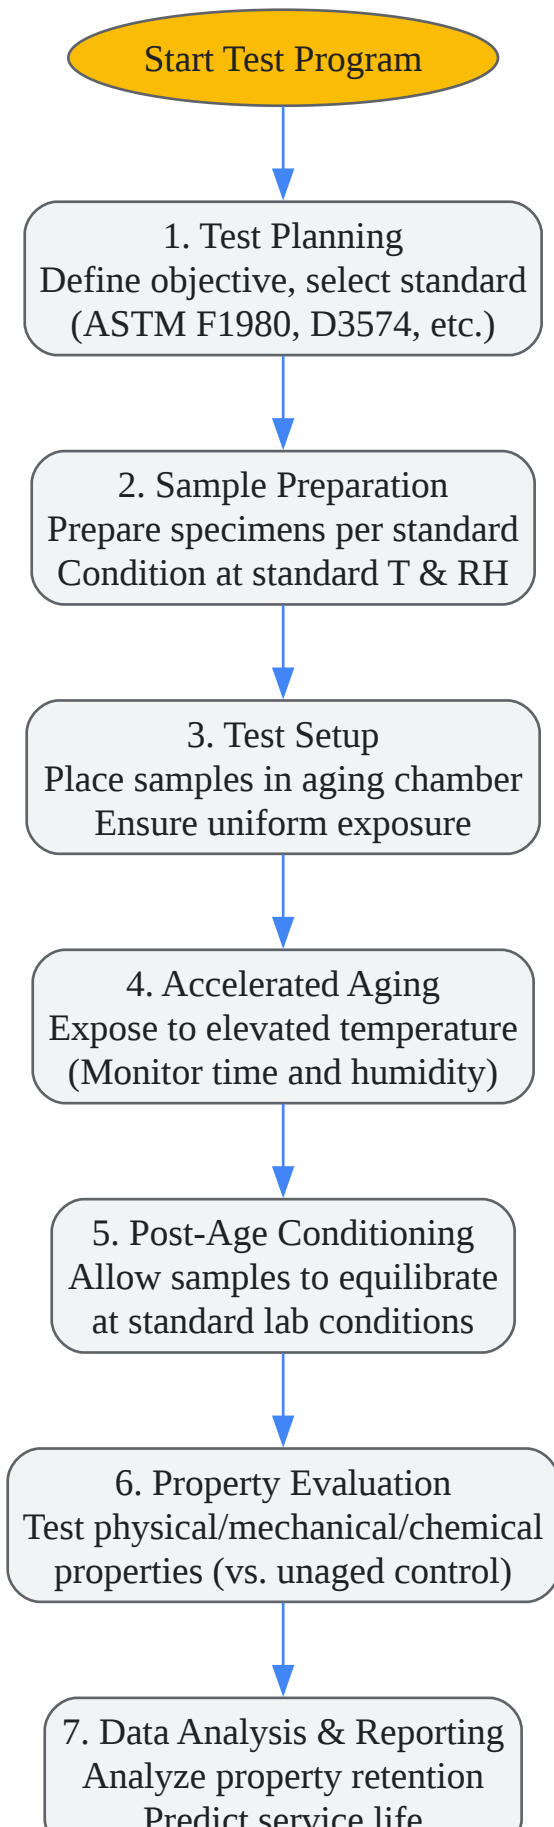 Start Test Program
1. Test Planning
Define objective, select standard
(ASTM F1980, D3574, etc.)
2. Sample Preparation
Prepare specimens per standard
Condition at standard T & RH
3. Test Setup
Place samples in aging chamber
Ensure uniform exposure
4. Accelerated Aging
Expose to elevated temperature
(Monitor time and humidity)
5. Post-Age Conditioning
Allow samples to equilibrate
at standard lab conditions
6. Property Evaluation
Test physical/mechanical/chemical
properties (vs. unaged control)
7. Data Analysis & Reporting
Analyze property retention
Predict service life